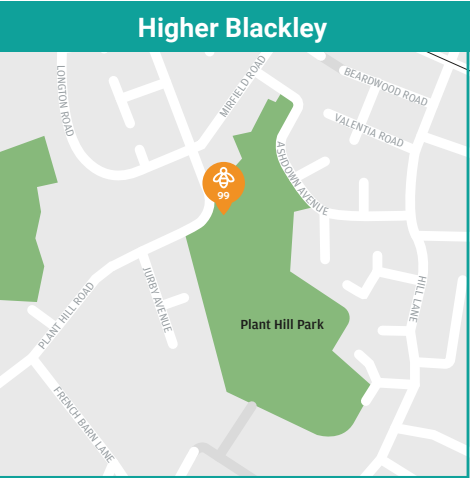 Higher Blackley
LONGTON ROAD
MIRFIELD ROAD
BEARDWOOD ROAD
VALENTIA ROAD
ASHDOWN AVENUE
99
JURBY AVENUE
PLANT HILL ROAD
HILL LANE
Plant Hill Park
FRENCH BARN LANE